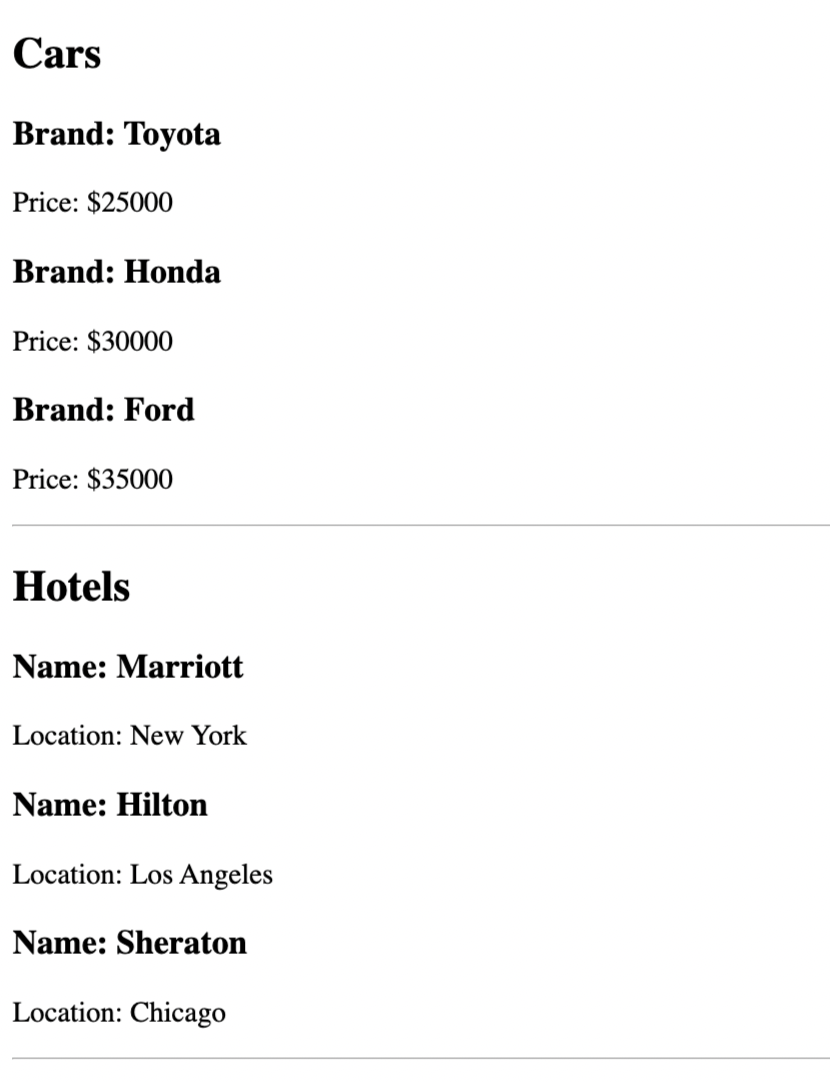 Cars
Brand: Toyota
Price: $25000
Brand: Honda
Price: $30000
Brand: Ford
Price: $35000
Hotels
Name: Marriott
Location: New York
Name: Hilton
Location: Los Angeles
Name: Sheraton
Location: Chicago